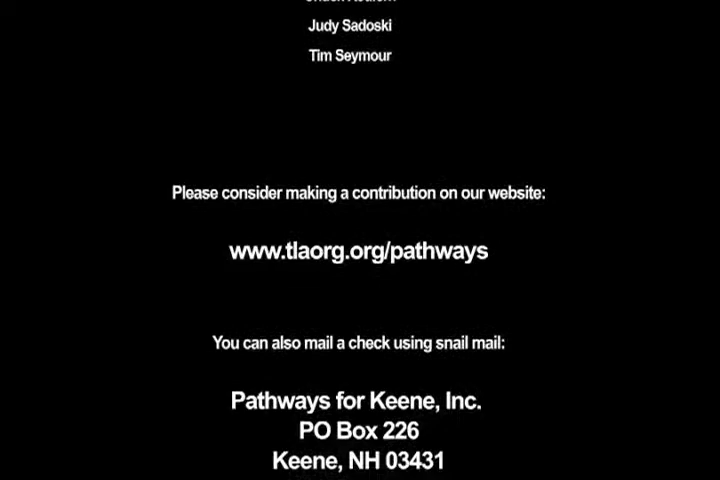 Judy Sadoski
Tim Seymour
Please consider making a contribution on our website:
www.tlaorg.org/pathways
You can also mail a check using snail mail:
Pathways for Keene, Inc.
PO Box 226
Keene, NH 03431